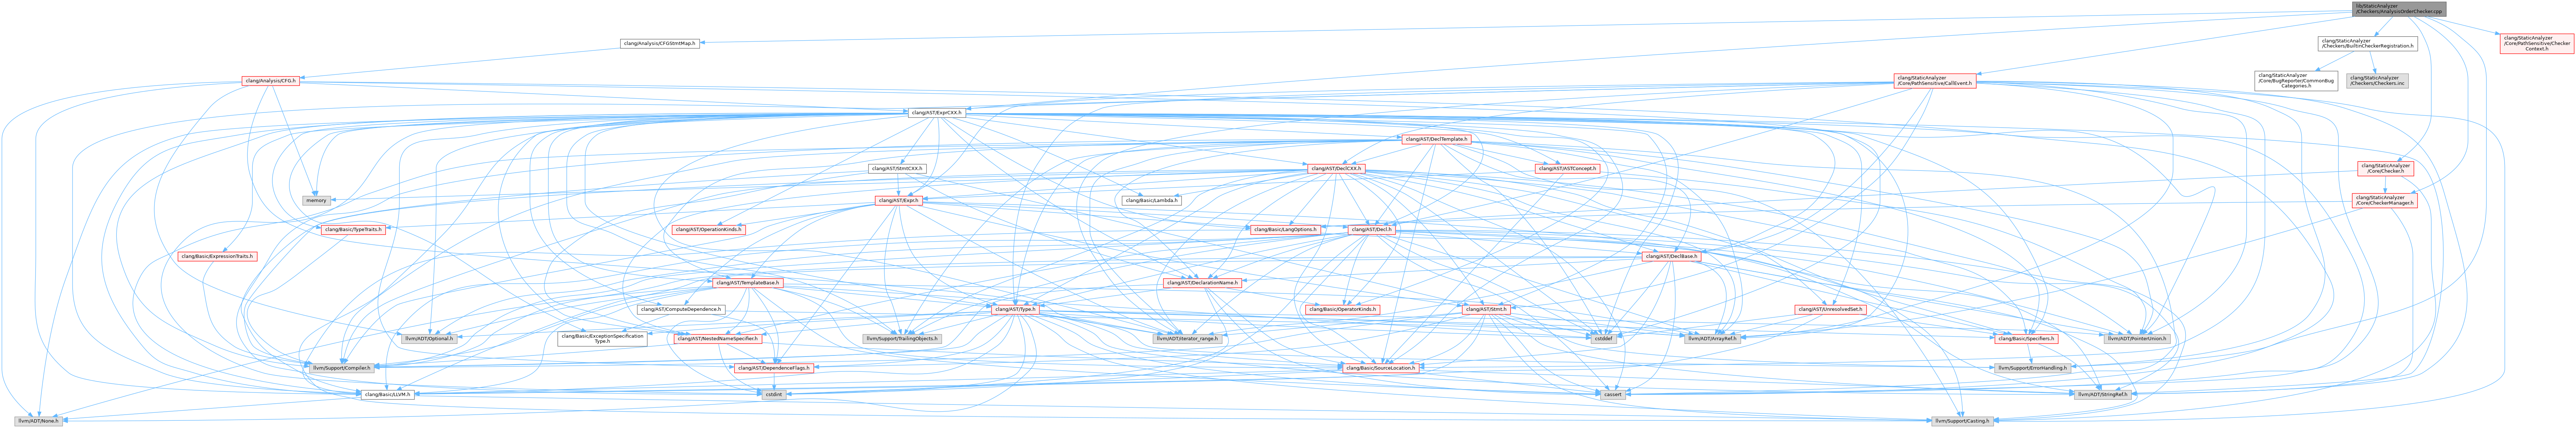 lib/StaticAnalyzer
/Checkers/AnalysisOrderChecker.cpp
clang/Analysis/CFGStmtMap.h
clang/StaticAnalyzer
/Checkers/BuiltinCheckerRegistration.h
clang/StaticAnalyzer
/Core/PathSensitive/Checker
Context.h
clang/Analysis/CFG.h
clang/StaticAnalyzer
/Core/PathSensitive/CallEvent.h
clang/StaticAnalyzer
/Core/BugReporter/CommonBug
Categories.h
clang/StaticAnalyzer
/Checkers/Checkers.inc
clang/AST/ExprCXX.h
clang/AST/DeclTemplate.h
clang/AST/StmtCXX.h
clang/AST/DeclCXX.h
clang/AST/ASTConcept.h
clang/StaticAnalyzer
/Core/Checker.h
memory
clang/AST/Expr.h
clang/Basic/Lambda.h
clang/StaticAnalyzer
/Core/CheckerManager.h
clang/Basic/TypeTraits.h
clang/AST/OperationKinds.h
clang/Basic/LangOptions.h
clang/AST/Decl.h
clang/Basic/ExpressionTraits.h
clang/AST/DeclBase.h
clang/AST/TemplateBase.h
clang/AST/DeclarationName.h
clang/AST/ComputeDependence.h
clang/AST/Type.h
clang/Basic/OperatorKinds.h
clang/AST/Stmt.h
clang/AST/UnresolvedSet.h
llvm/ADT/Optional.h
clang/Basic/ExceptionSpecification
Type.h
clang/AST/NestedNameSpecifier.h
llvm/Support/TrailingObjects.h
llvm/ADT/iterator_range.h
cstddef
llvm/ADT/ArrayRef.h
clang/Basic/Specifiers.h
llvm/ADT/PointerUnion.h
llvm/Support/Compiler.h
clang/AST/DependenceFlags.h
clang/Basic/SourceLocation.h
llvm/Support/ErrorHandling.h
clang/Basic/LLVM.h
cstdint
cassert
llvm/ADT/StringRef.h
llvm/ADT/None.h
llvm/Support/Casting.h